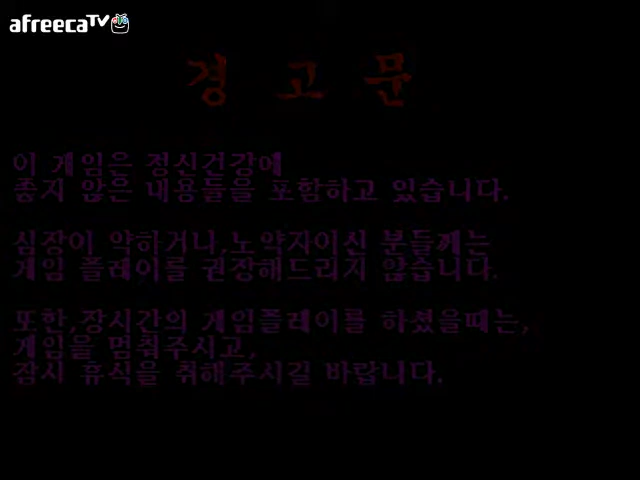 afreecaTV
경고문
이 게임은 정신건강에
좋지 않은 내용들을 포함하고 있습니다.
심장이 약하거나,노약자이신 분들께는
게임 플레이를 권장해드리지 않습니다.
또한,장시간의 게임플레이를 하셨을때는,
게임을 멈춰주시고,
잠시 휴식을 취해주시길 바랍니다.